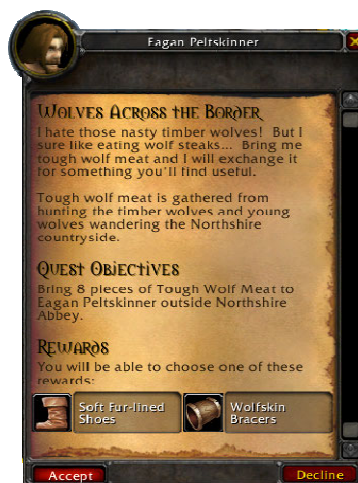 Eagan Peltskinner
Wolves Across the Border
I hate those nasty timber wolves! But I
sure like eating wolf steaks... Bring me
tough wolf meat and I will exchange it
for something you'll find useful.
Tough wolf meat is gathered from
hunting the timber wolves and young
wolves wandering the Northshire
countryside.
Quest Objectives
Bring 8 pieces of Tough Wolf Meat to
Eagan Peltskinner outside Northshire
Abbey.
Rewards
You will be able to choose one of these
rewards:
Soft Fur-lined
Shoes
Wolfskin
Bracers
Accept
Decline